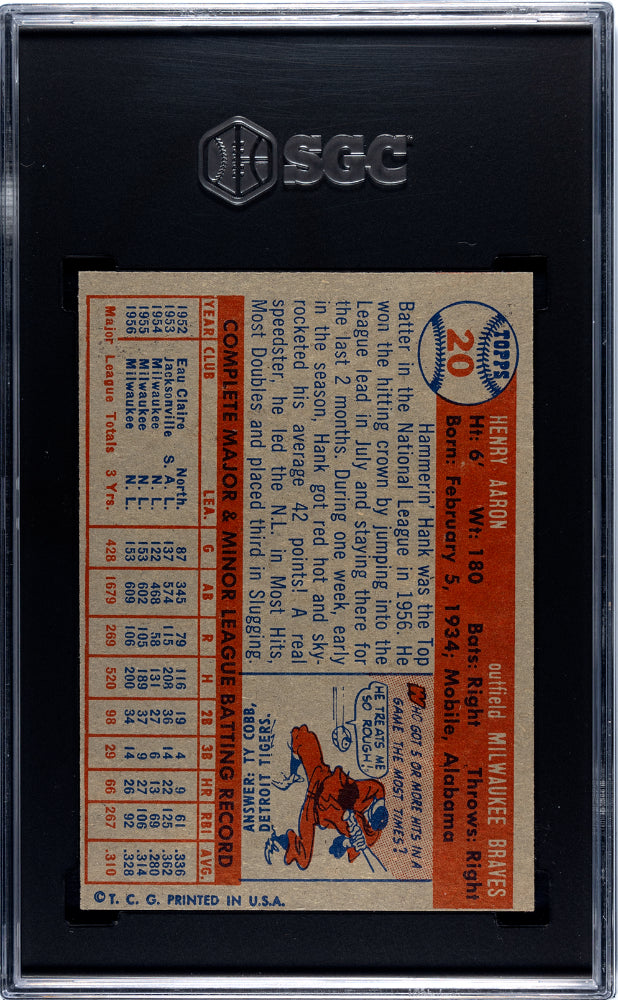 SGC
TOPPS
20
HENRY AARON outfield MILWAUKEE BRAVES
Ht: 6' Wt: 180 Bats: Right Throws: Right
Born: February 5, 1934; Mobile, Alabama
Hammerin' Hank was the Top
Batter in the National League in 1956. He
won the hitting crown by jumping into the
League lead in July and staying there for
the last 2 months. During one week, early
in the season, Hank got red hot and sky-
rocketed his average 42 points! A real
speedster, he led the N.L. in Most Hits,
Most Doubles and placed third in Slugging.
WHO GOT 5 OR MORE HITS IN A
GAME THE MOST TIMES?
HE TREATS ME
SO ROUGH!
ANSWER: TY COBB,
DETROIT TIGERS.
COMPLETE MAJOR & MINOR LEAGUE BATTING RECORD
YEAR CLUB LEA. G AB R H 2B 3B HR RBI AVG.
1952 Eau Claire North. 87 345 79 116 19 4 9 61 .336
1953 Jacksonville S. A. L. 137 574 115 208 36 14 22 125 .362
1954 Milwaukee N. L. 122 468 58 131 27 6 13 69 .280
1955 Milwaukee N. L. 153 602 105 189 37 9 27 106 .314
1956 Milwaukee N. L. 153 609 106 200 34 14 26 92 .328
Major League Totals 3 Yrs. 428 1679 269 520 98 29 66 267 .310
© T. C. G. PRINTED IN U.S.A.